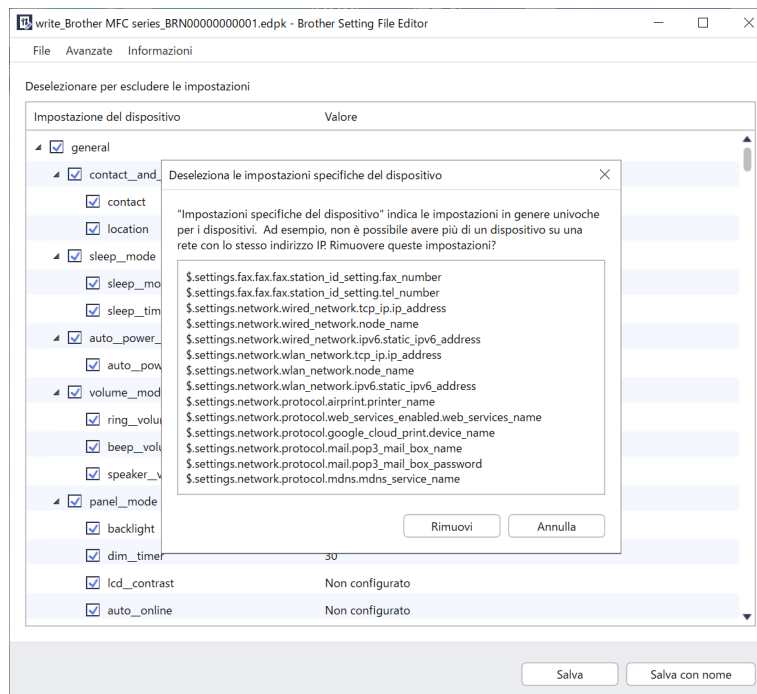 write_Brother MFC series_BRN00000000001.edpk - Brother Setting File Editor
File Avanzate Informazioni
Deselezionare per escludere le impostazioni
Impostazione del dispositivo Valore
general
contact__and_
contact
location
sleep__mode
sleep__mo
sleep__tim
auto__power_
auto__pow
volume__mod
ring__volu
beep__volu
speaker__v
panel__mode
backlight
dim__timer 30
lcd__contrast Non configurato
auto__online Non configurato
Deseleziona le impostazioni specifiche del dispositivo
"Impostazioni specifiche del dispositivo" indica le impostazioni in genere univoche
per i dispositivi. Ad esempio, non è possibile avere più di un dispositivo su una
rete con lo stesso indirizzo IP. Rimuovere queste impostazioni?
$.settings.fax.fax.fax.station_id_setting.fax_number
$.settings.fax.fax.fax.station_id_setting.tel_number
$.settings.network.wired_network.tcp_ip.ip_address
$.settings.network.wired_network.node_name
$.settings.network.wired_network.ipv6.static_ipv6_address
$.settings.network.wlan_network.tcp_ip.ip_address
$.settings.network.wlan_network.node_name
$.settings.network.wlan_network.ipv6.static_ipv6_address
$.settings.network.protocol.airprint.printer_name
$.settings.network.protocol.web_services_enabled.web_services_name
$.settings.network.protocol.google_cloud_print.device_name
$.settings.network.protocol.mail.pop3_mail_box_name
$.settings.network.protocol.mail.pop3_mail_box_password
$.settings.network.protocol.mdns.mdns_service_name
Rimuovi Annulla
Salva Salva con nome